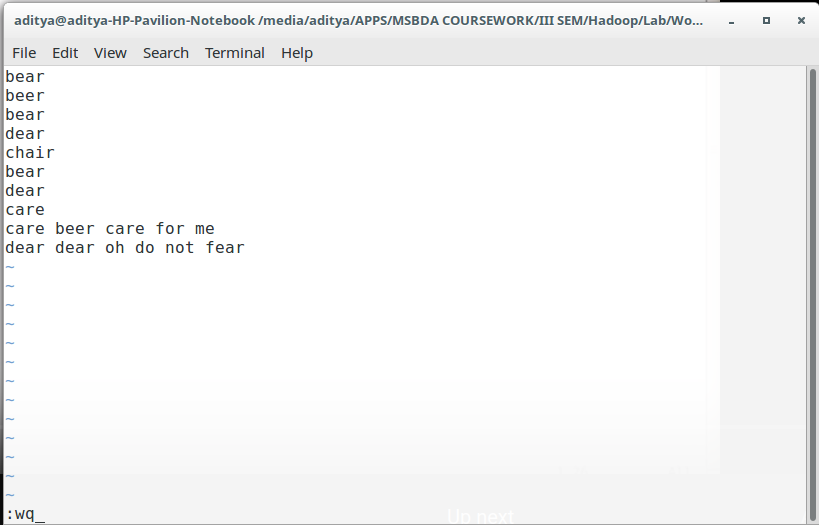 aditya@aditya-HP-Pavilion-Notebook /media/aditya/APPS/MSBDA COURSEWORK/III SEM/Hadoop/Lab/Wo...
File Edit View Search Terminal Help
bear
beer
bear
dear
chair
bear
dear
care
care beer care for me
dear dear oh do not fear
~
~
~
~
~
~
~
~
~
~
~
~
~
:wq_
Up next